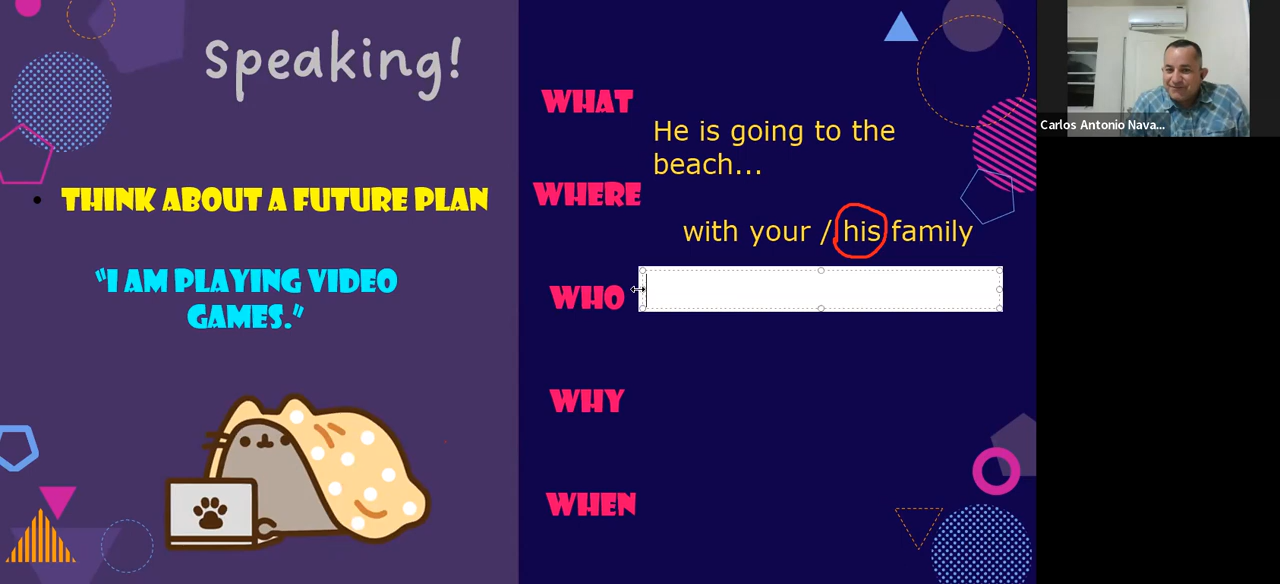 Speaking!
• THINK ABOUT A FUTURE PLAN
"I AM PLAYING VIDEO
GAMES."
WHAT
He is going to the
beach...
WHERE
with your / his family
WHO
WHY
WHEN
Carlos Antonio Nava...